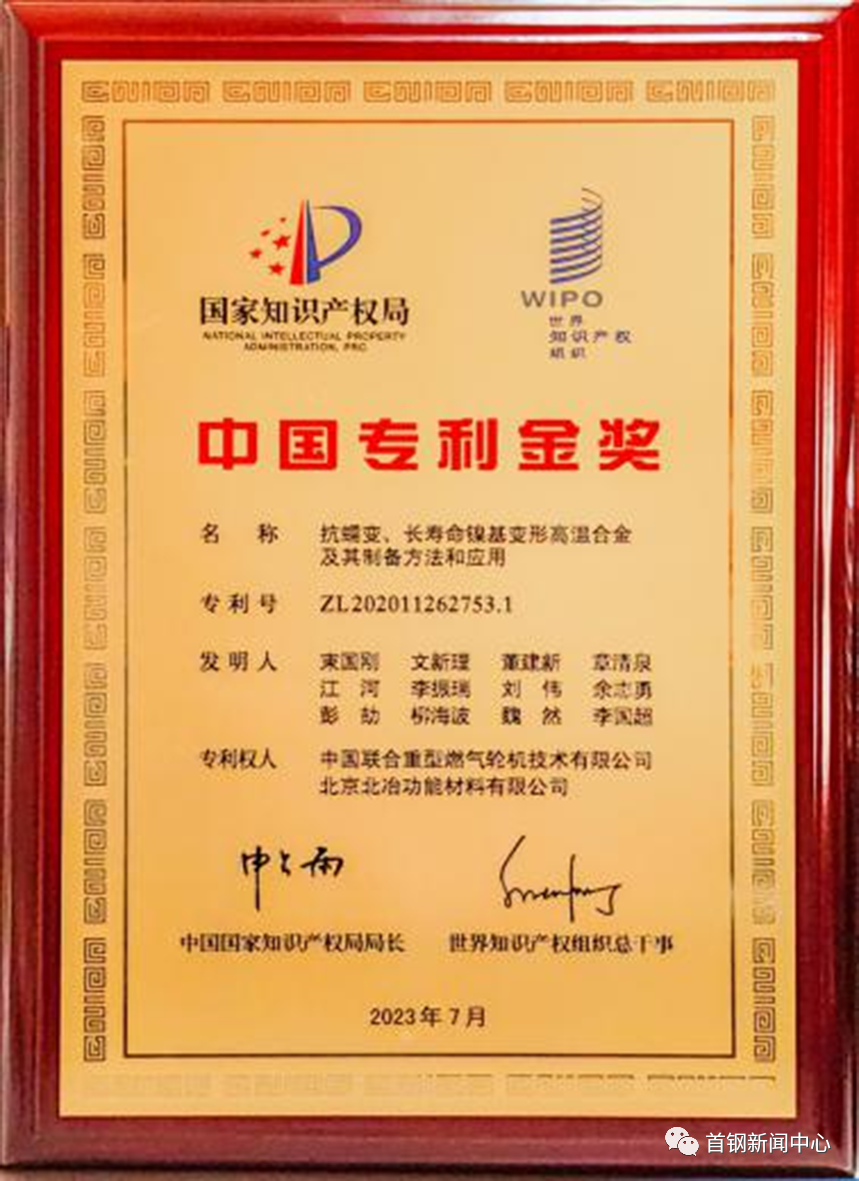 国家知识产权局
NATIONAL INTELLECTUAL PROPERTY
ADMINISTRATION, PRC
WIPO
世界
知识产权
组织
中国专利金奖
名称 抗蠕变、长寿命镍基变形高温合金
及其制备方法和应用
专利号 ZL202011262753.1
发明人 束国刚 文新理 董建新 章清泉
江河 李振瑞 刘伟 余志勇
彭劼 柳海波 魏然 李国超
专利权人 中国联合重型燃气轮机技术有限公司
北京北冶功能材料有限公司
申长雨
中国国家知识产权局局长 世界知识产权组织总干事
2023年7月
首钢新闻中心